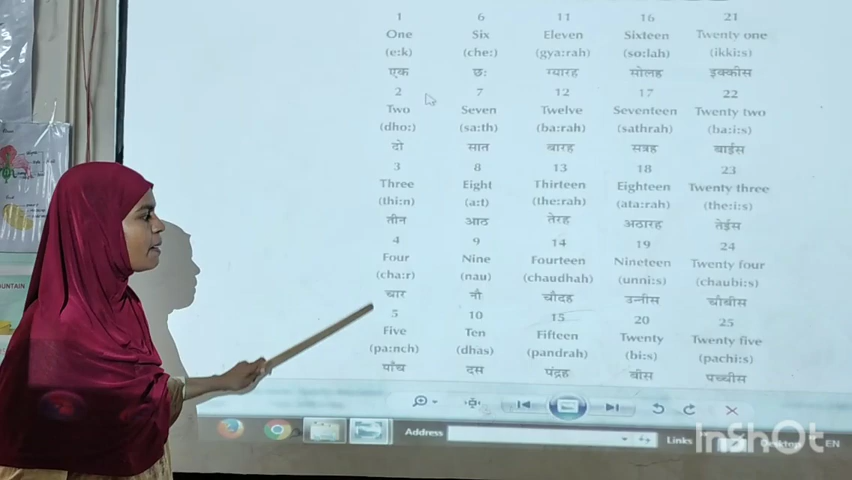 1 6 11 16 21
One Six Eleven Sixteen Twenty one
(e:k) (che:) (gya:rah) (so:lah) (ikki:s)
एक छः ग्यारह सोलह इक्कीस
2 7 12 17 22
Two Seven Twelve Seventeen Twenty two
(dho:) (sa:th) (ba:rah) (sathrah) (ba:i:s)
दो सात बारह सत्रह बाईस
3 8 13 18 23
Three Eight Thirteen Eighteen Twenty three
(thi:n) (a:t) (the:rah) (ata:rah) (the:i:s)
तीन आठ तेरह अठारह तेईस
4 9 14 19 24
Four Nine Fourteen Nineteen Twenty four
(cha:r) (nau) (chaudhah) (unni:s) (chaubi:s)
चार नौ चौदह उन्नीस चौबीस
5 10 15 20 25
Five Ten Fifteen Twenty Twenty five
(pa:nch) (dhas) (pandrah) (bi:s) (pachi:s)
पाँच दस पंद्रह बीस पच्चीस
Address Links Desktop EN
InShOt
OUNTAIN